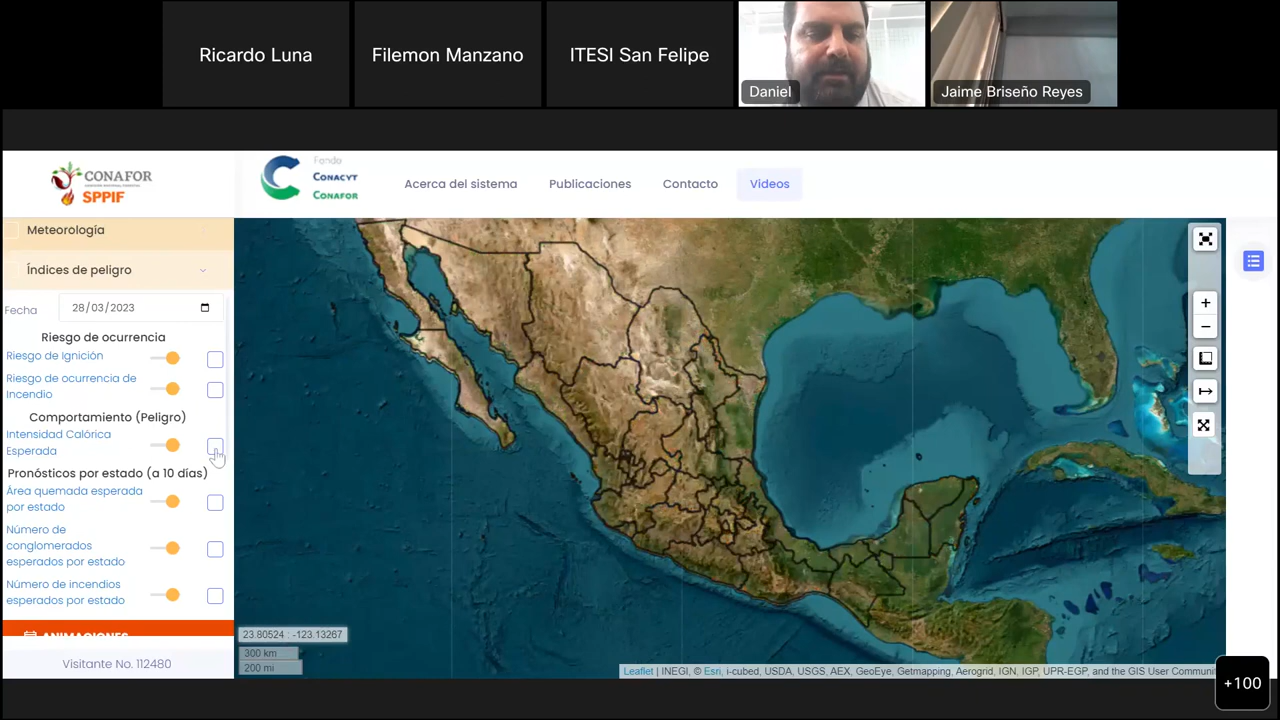 Ricardo Luna
Filemon Manzano
ITESI San Felipe
Daniel
Jaime Briseño Reyes
CONAFOR
SPPIF
Fondo
CONACYT
CONAFOR
Acerca del sistema
Publicaciones
Contacto
Videos
Meteorología
Índices de peligro
Fecha
28/03/2023
Riesgo de ocurrencia
Riesgo de Ignición
Riesgo de ocurrencia de
Incendio
Comportamiento (Peligro)
Intensidad Calórica
Esperada
Pronósticos por estado (a 10 días)
Área quemada esperada
por estado
Número de
conglomerados
esperados por estado
Número de incendios
esperados por estado
ANIMACIONES
Visitante No. 112480
23.80524 : -123.13267
300 km
200 mi
Leaflet | INEGI, © Esri, i-cubed, USDA, USGS, AEX, GeoEye, Getmapping, Aerogrid, IGN, IGP, UPR-EGP, and the GIS User Communi
+
−
+100